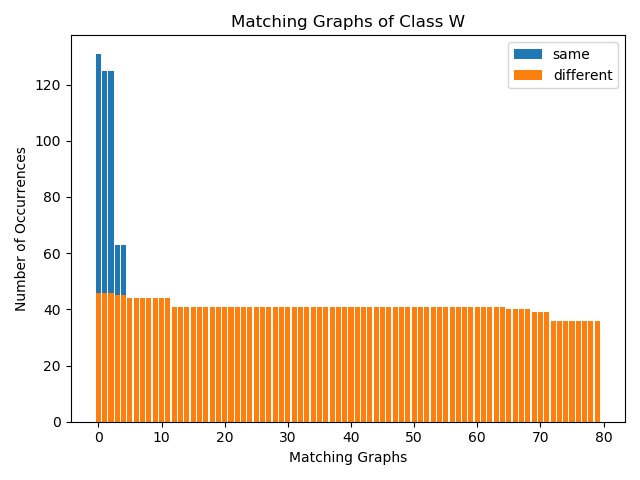 Matching Graphs of Class W
same
different
Number of Occurrences
120
100
80
60
40
20
0
0 10 20 30 40 50 60 70 80
Matching Graphs